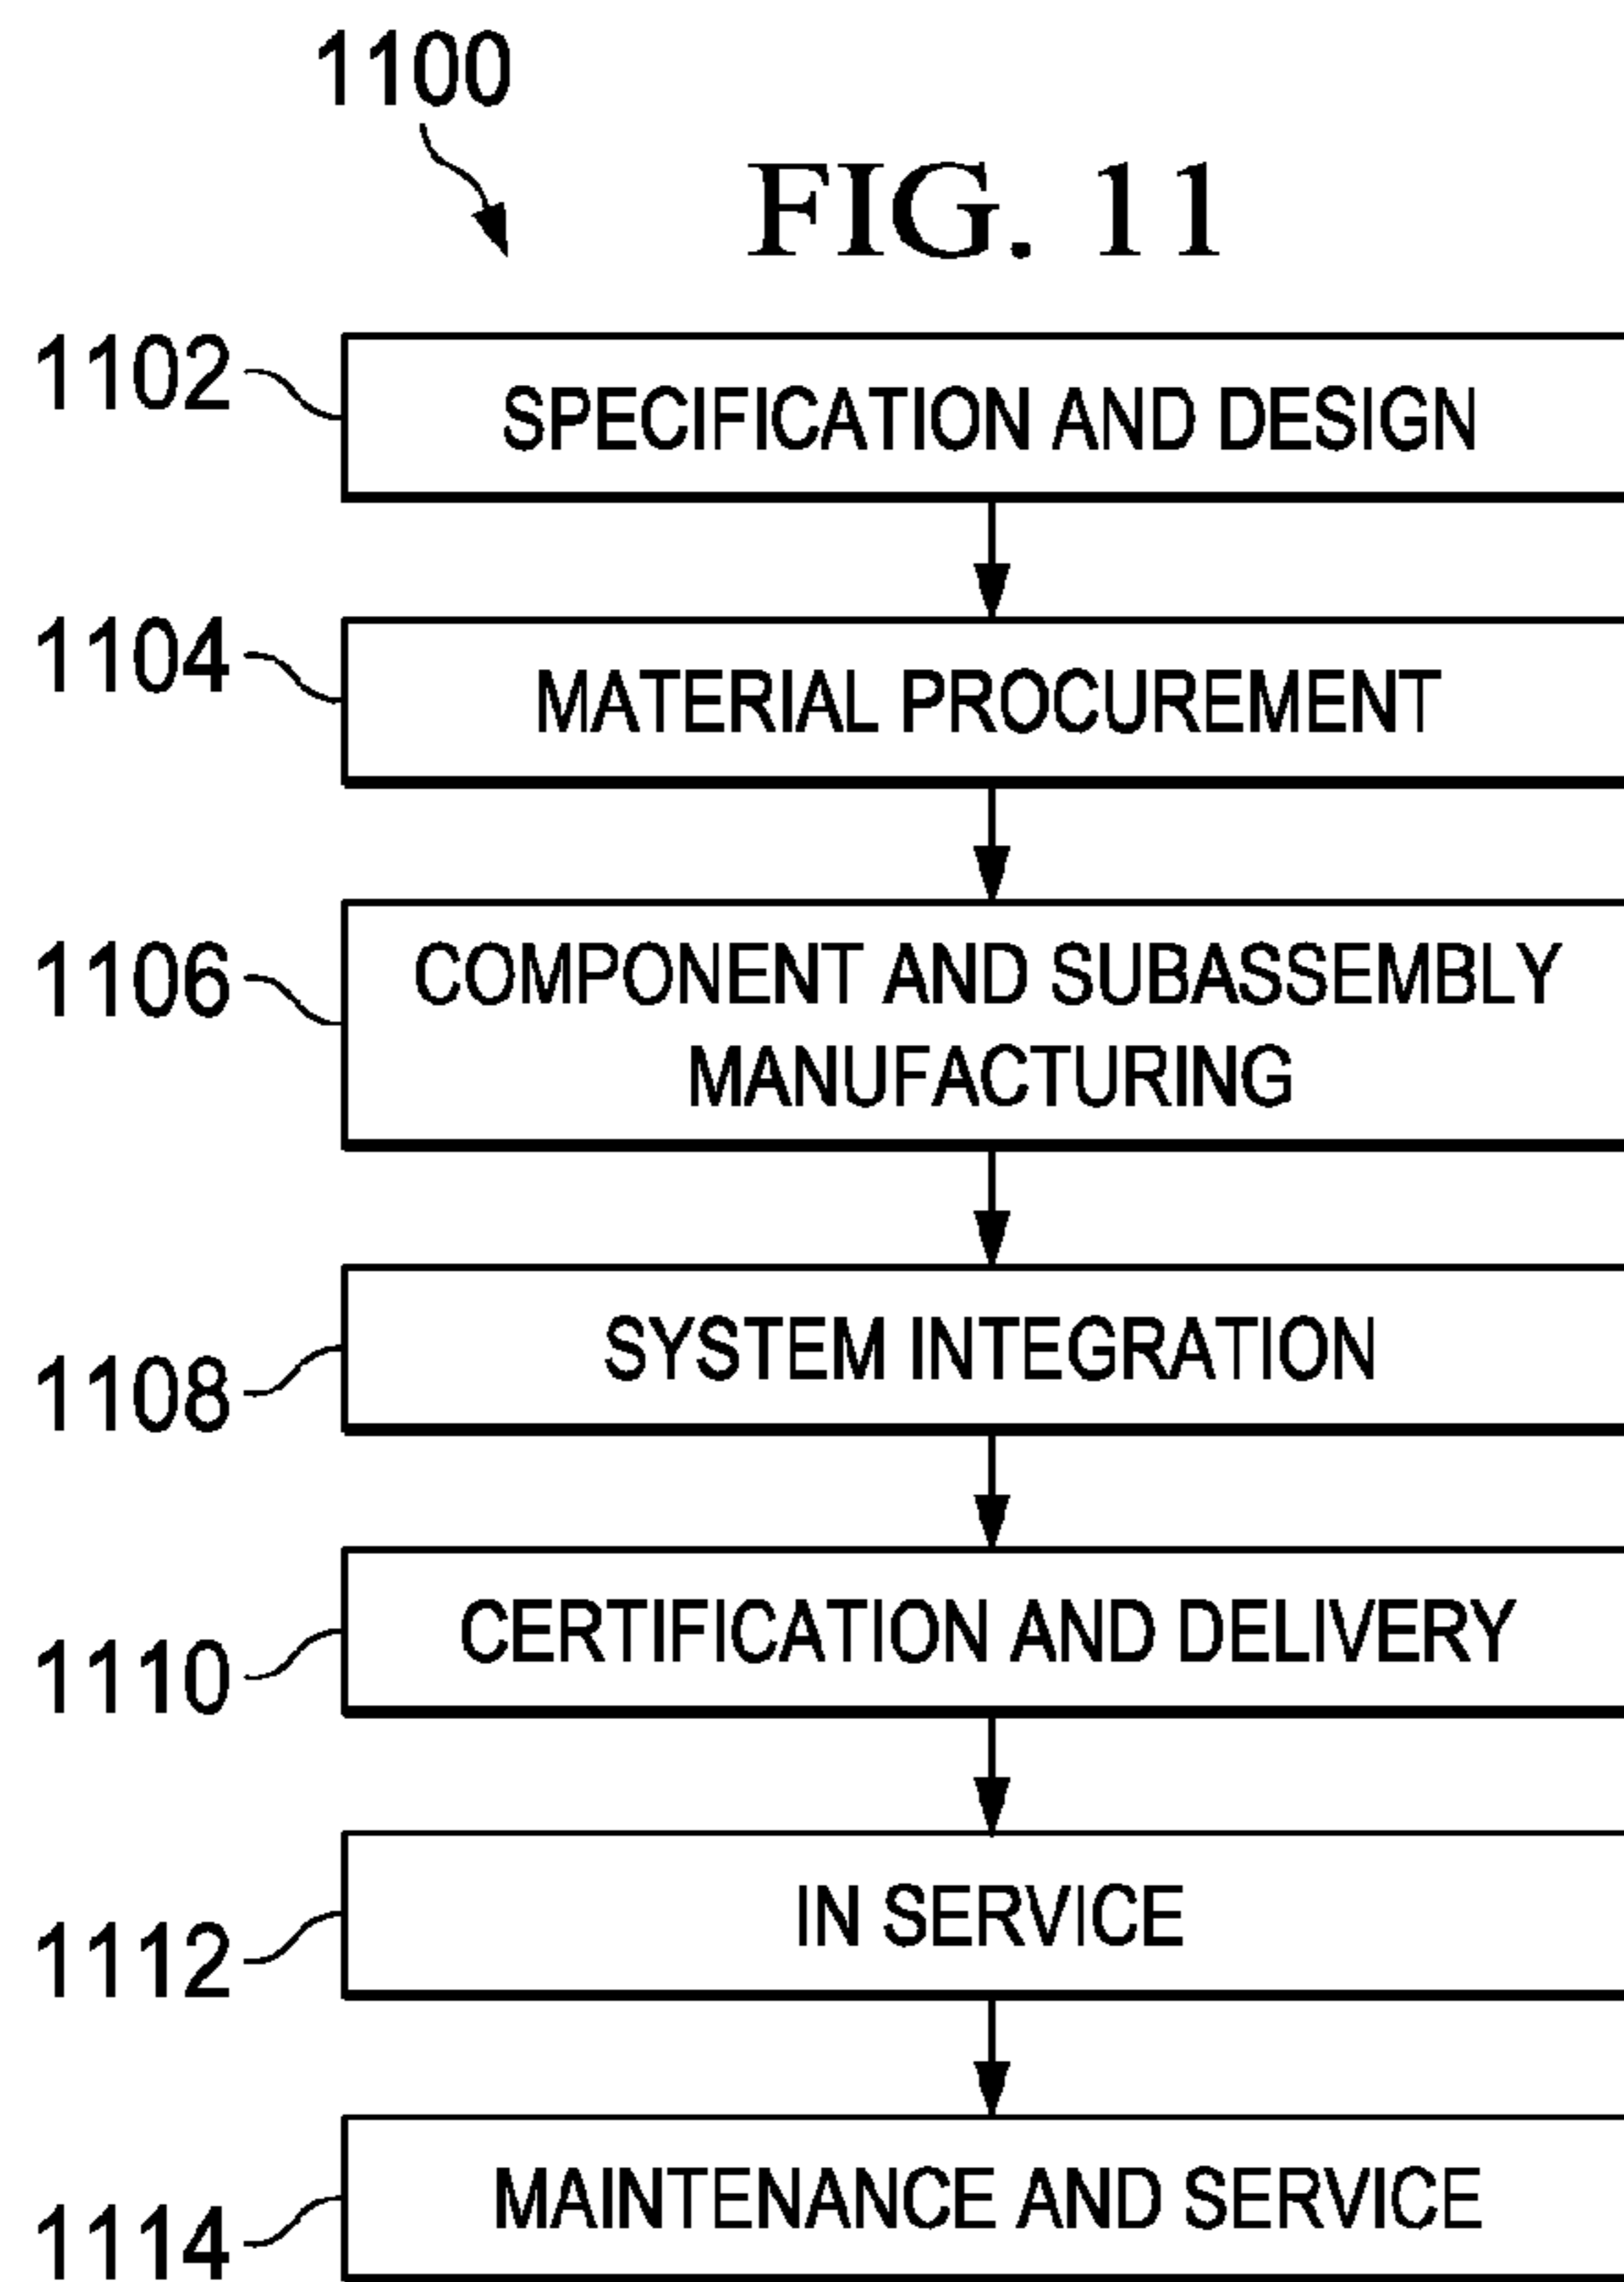 1100
FIG. 11
1102
SPECIFICATION AND DESIGN
1104
MATERIAL PROCUREMENT
1106
COMPONENT AND SUBASSEMBLY
MANUFACTURING
1108
SYSTEM INTEGRATION
1110
CERTIFICATION AND DELIVERY
1112
IN SERVICE
1114
MAINTENANCE AND SERVICE